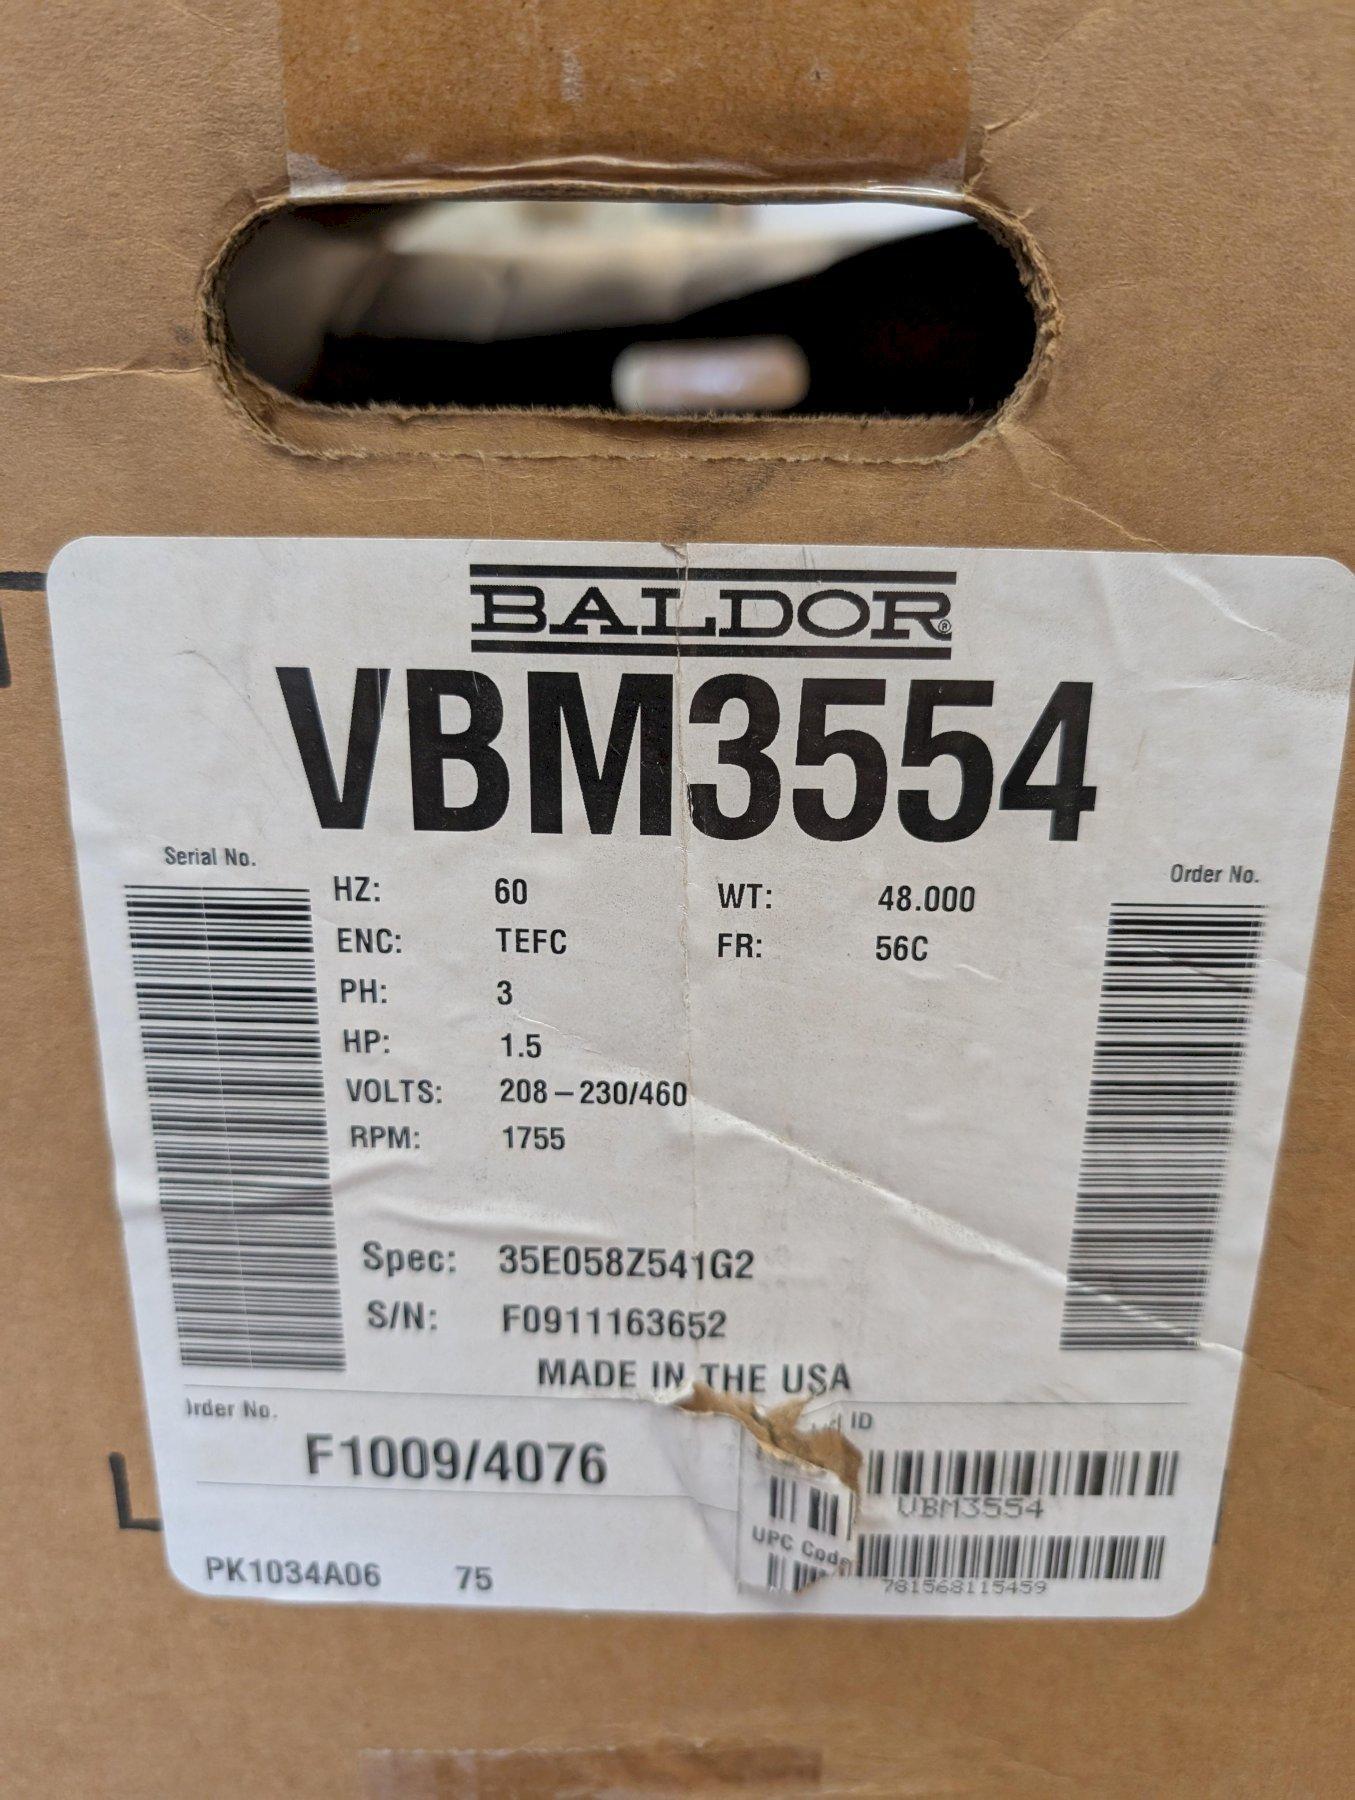 BALDOR®
VBM3554
Serial No.
Order No.
HZ: 60 WT: 48.000
ENC: TEFC FR: 56C
PH: 3
HP: 1.5
VOLTS: 208-230/460
RPM: 1755
Spec: 35E058Z541G2
S/N: F0911163652
MADE IN THE USA
rder No.
ID
F1009/4076
VBM3554
UPC Code
781568115459
PK1034A06 75